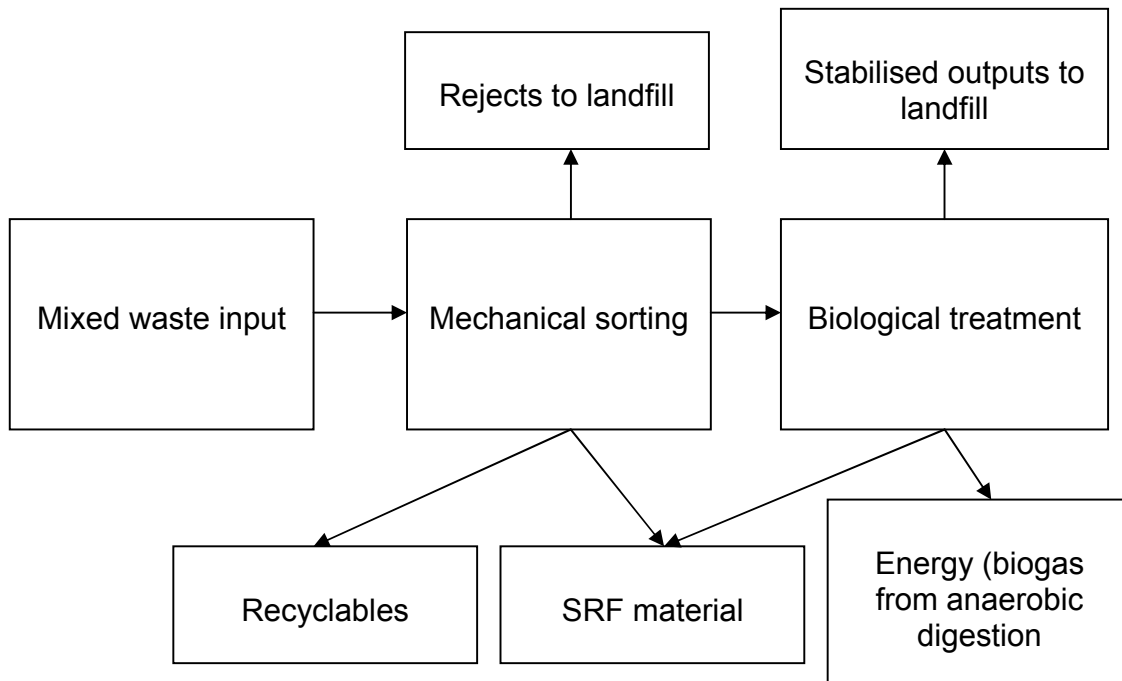 Rejects to landfill
Stabilised outputs to
landfill
Mixed waste input
Mechanical sorting
Biological treatment
Recyclables
SRF material
Energy (biogas
from anaerobic
digestion